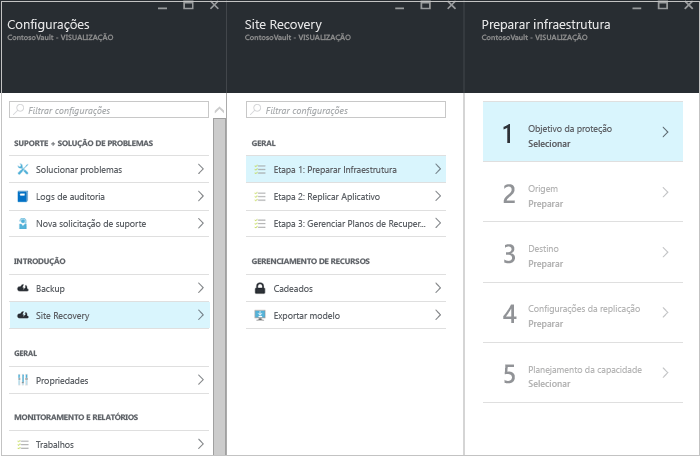 Configurações
ContosoVault - VISUALIZAÇÃO
Filtrar configurações
SUPORTE + SOLUÇÃO DE PROBLEMAS
Solucionar problemas
Logs de auditoria
Nova solicitação de suporte
INTRODUÇÃO
Backup
Site Recovery
GERAL
Propriedades
MONITORAMENTO E RELATÓRIOS
Trabalhos
Site Recovery
ContosoVault - VISUALIZAÇÃO
Filtrar configurações
GERAL
Etapa 1: Preparar Infraestrutura
Etapa 2: Replicar Aplicativo
Etapa 3: Gerenciar Planos de Recuper...
GERENCIAMENTO DE RECURSOS
Cadeados
Exportar modelo
Preparar infraestrutura
ContosoVault - VISUALIZAÇÃO
1 Objetivo da proteção
Selecionar
2 Origem
Preparar
3 Destino
Preparar
4 Configurações da replicação
Preparar
5 Planejamento da capacidade
Selecionar